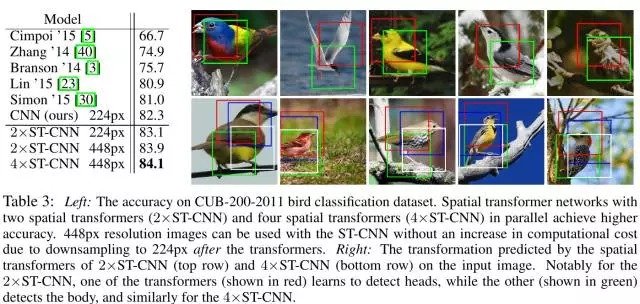 Model
Cimpoi '15 [5] 66.7
Zhang '14 [40] 74.9
Branson '14 [3] 75.7
Lin '15 [23] 80.9
Simon '15 [30] 81.0
CNN (ours) 224px 82.3
2×ST-CNN 224px 83.1
2×ST-CNN 448px 83.9
4×ST-CNN 448px 84.1
Table 3: Left: The accuracy on CUB-200-2011 bird classification dataset. Spatial transformer networks with
two spatial transformers (2×ST-CNN) and four spatial transformers (4×ST-CNN) in parallel achieve higher
accuracy. 448px resolution images can be used with the ST-CNN without an increase in computational cost
due to downsampling to 224px after the transformers. Right: The transformation predicted by the spatial
transformers of 2×ST-CNN (top row) and 4×ST-CNN (bottom row) on the input image. Notably for the
2×ST-CNN, one of the transformers (shown in red) learns to detect heads, while the other (shown in green)
detects the body, and similarly for the 4×ST-CNN.